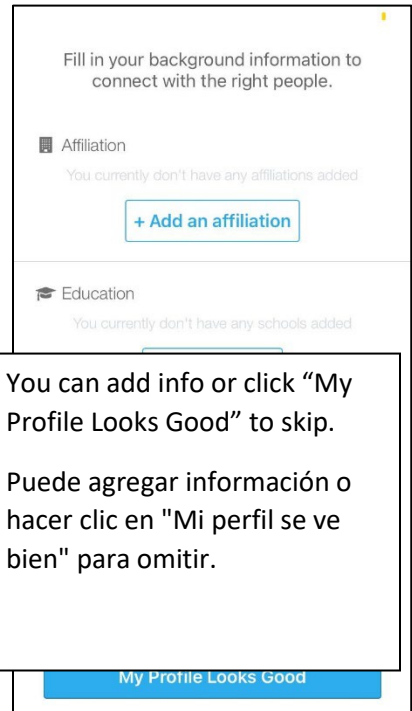 Fill in your background information to
connect with the right people.
Affiliation
You currently don't have any affiliations added
+ Add an affiliation
Education
You currently don't have any schools added
You can add info or click “My
Profile Looks Good” to skip.
Puede agregar información o
hacer clic en "Mi perfil se ve
bien" para omitir.
My Profile Looks Good